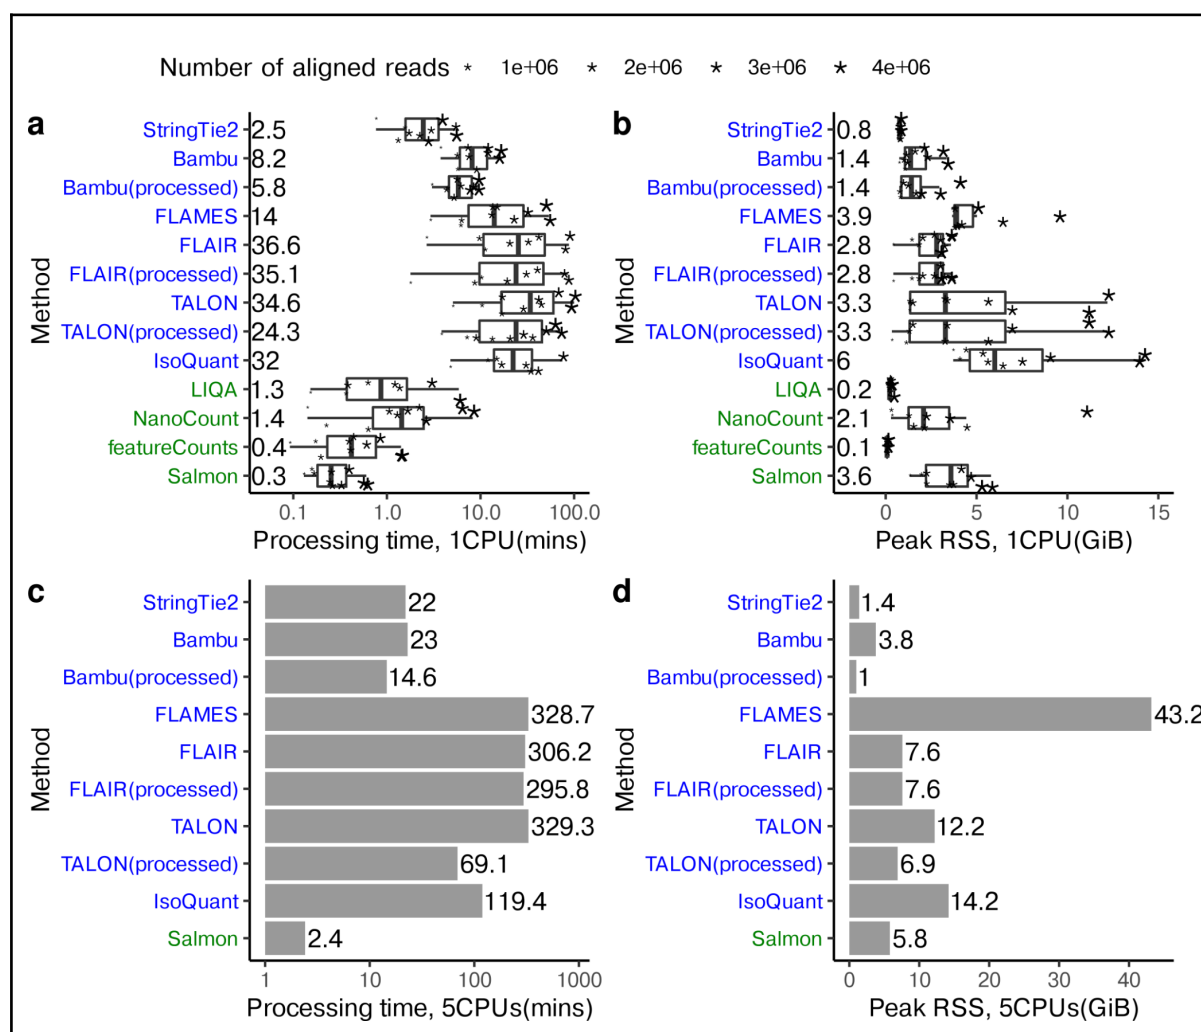 Number of aligned reads 1e+06 2e+06 3e+06 4e+06
a
Method
StringTie2 2.5
Bambu 8.2
Bambu(processed) 5.8
FLAMES 14
FLAIR 36.6
FLAIR(processed) 35.1
TALON 34.6
TALON(processed) 24.3
IsoQuant 32
LIQA 1.3
NanoCount 1.4
featureCounts 0.4
Salmon 0.3
0.1 1.0 10.0 100.0
Processing time, 1CPU(mins)
b
Method
StringTie2 0.8
Bambu 1.4
Bambu(processed) 1.4
FLAMES 3.9
FLAIR 2.8
FLAIR(processed) 2.8
TALON 3.3
TALON(processed) 3.3
IsoQuant 6
LIQA 0.2
NanoCount 2.1
featureCounts 0.1
Salmon 3.6
0 5 10 15
Peak RSS, 1CPU(GiB)
c
Method
StringTie2 22
Bambu 23
Bambu(processed) 14.6
FLAMES 328.7
FLAIR 306.2
FLAIR(processed) 295.8
TALON 329.3
TALON(processed) 69.1
IsoQuant 119.4
Salmon 2.4
1 10 100 1000
Processing time, 5CPUs(mins)
d
Method
StringTie2 1.4
Bambu 3.8
Bambu(processed) 1
FLAMES 43.2
FLAIR 7.6
FLAIR(processed) 7.6
TALON 12.2
TALON(processed) 6.9
IsoQuant 14.2
Salmon 5.8
0 10 20 30 40
Peak RSS, 5CPUs(GiB)